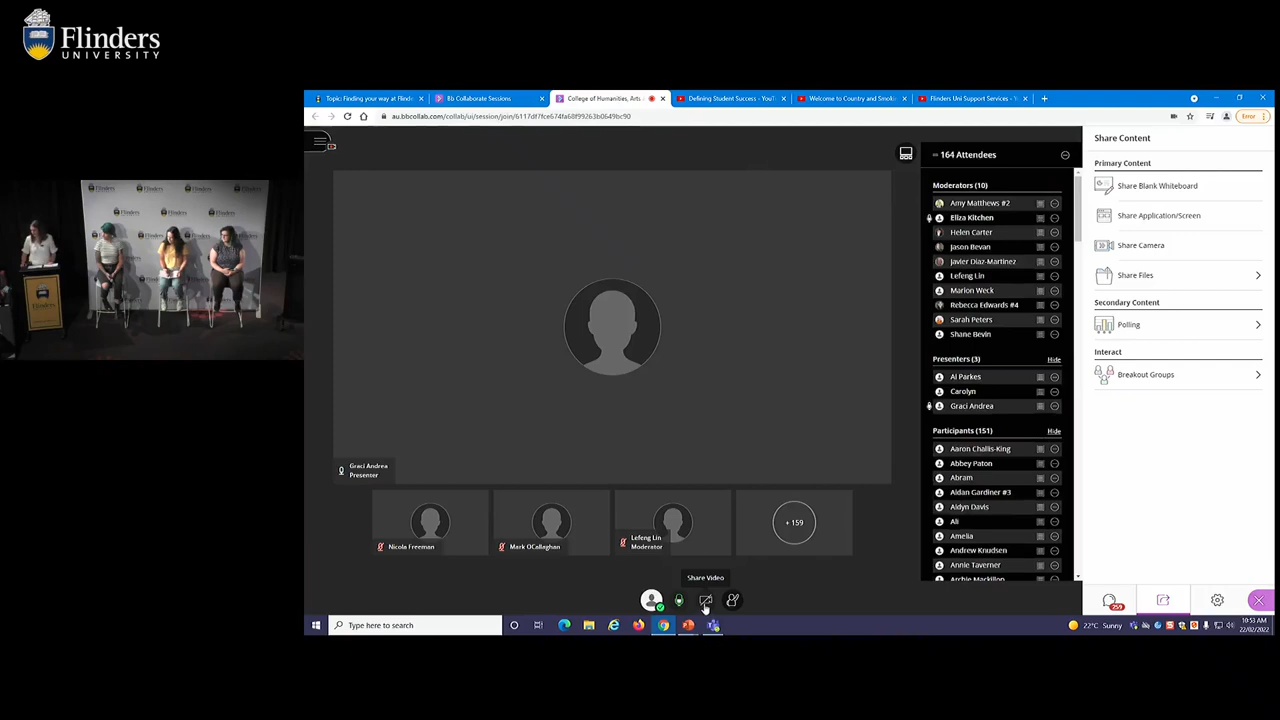 Flinders
UNIVERSITY
Topic: Finding your way at Flinde
Bb Collaborate Sessions
College of Humanities, Arts
Defining Student Success - YouT
Welcome to Country and Smoki
Flinders Uni Support Services - Y
au.bbcollab.com/collab/ui/session/join/6117df7fce674fa68f99263b0649bc90
Error
164 Attendees
Moderators (10)
Amy Matthews #2
Eliza Kitchen
Helen Carter
Jason Bevan
Javier Diaz-Martinez
Lefeng Lin
Marion Weck
Rebecca Edwards #4
Sarah Peters
Shane Bevin
Presenters (3)
Hide
Al Parkes
Carolyn
Graci Andrea
Participants (151)
Hide
Aaron Challis-King
Abbey Paton
Abram
Aidan Gardiner #3
Aidyn Davis
Ali
Amelia
Andrew Knudsen
Annie Taverner
Archie Mackillop
Share Content
Primary Content
Share Blank Whiteboard
Share Application/Screen
Share Camera
Share Files
Secondary Content
Polling
Interact
Breakout Groups
259
Graci Andrea
Presenter
Nicola Freeman
Mark OCallaghan
Lefeng Lin
Moderator
+ 159
Share Video
Type here to search
22°C Sunny
10:53 AM
22/02/2022
Flinders